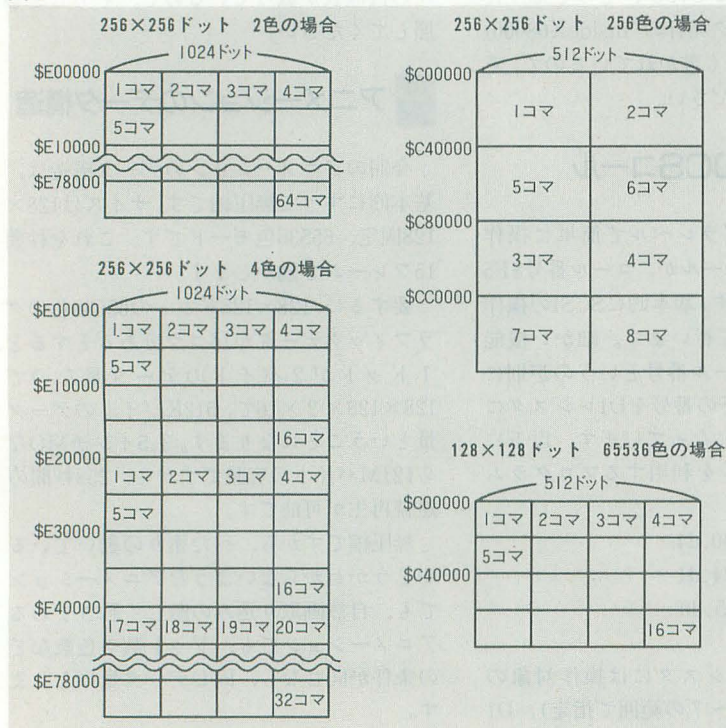 256×256ドット 2色の場合
1024ドット
$E00000
1コマ 2コマ 3コマ 4コマ
5コマ
$E10000
$E78000
64コマ
256×256ドット 4色の場合
1024ドット
$E00000
1コマ 2コマ 3コマ 4コマ
5コマ
$E10000
16コマ
$E20000
1コマ 2コマ 3コマ 4コマ
5コマ
$E30000
16コマ
$E40000
17コマ 18コマ 19コマ 20コマ
$E78000
32コマ
256×256ドット 256色の場合
512ドット
$C00000
1コマ 2コマ
$C40000
5コマ 6コマ
$C80000
3コマ 4コマ
$CC0000
7コマ 8コマ
128×128ドット 65536色の場合
512ドット
$C00000
1コマ 2コマ 3コマ 4コマ
5コマ
$C40000
16コマ